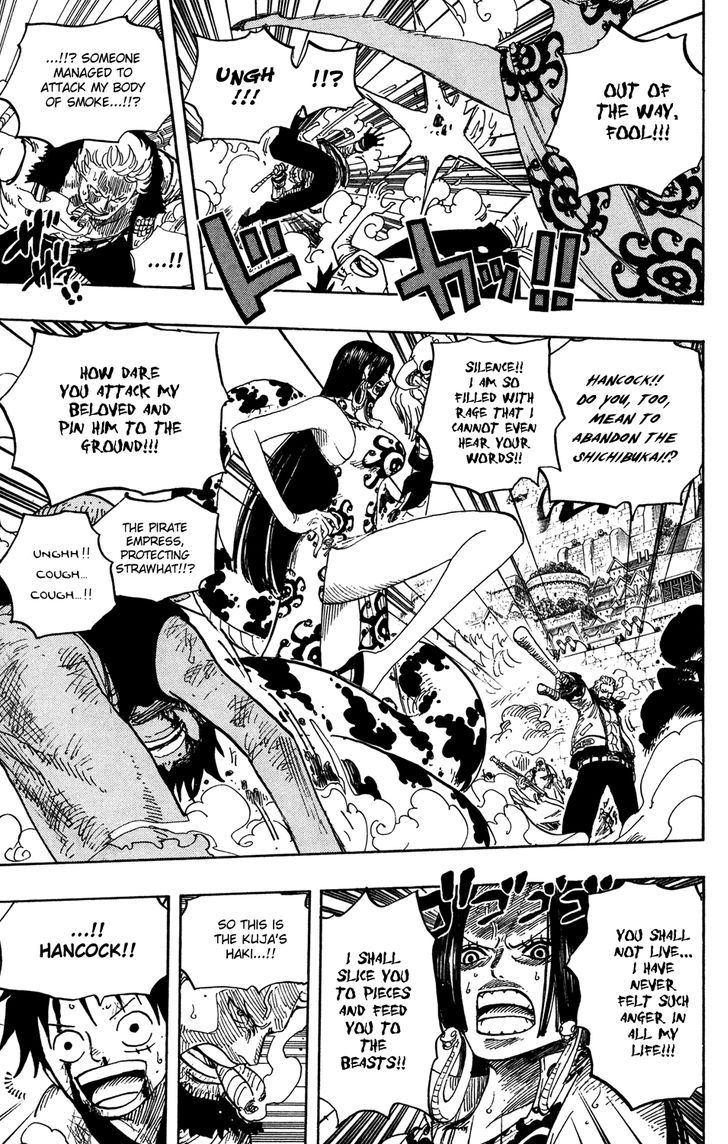 OUT OF
THE WAY,
FOOL!!!
!!?
UNGH
!!!
ドカッ!!
...!!? SOMEONE
MANAGED TO
ATTACK MY BODY
OF SMOKE...!!?
...!!
HANCOCK!!
DO YOU, TOO,
MEAN TO
ABANDON THE
SHICHIBUKAI!?
SILENCE!!
I AM SO
FILLED WITH
RAGE THAT I
CANNOT EVEN
HEAR YOUR
WORDS!!
HOW DARE
YOU ATTACK MY
BELOVED AND
PIN HIM TO THE
GROUND!!!
THE PIRATE
EMPRESS,
PROTECTING
STRAWHAT!!?
UNGHH!!
COUGH...
COUGH...!!
YOU SHALL
NOT LIVE...
I HAVE
NEVER
FELT SUCH
ANGER IN
ALL MY
LIFE!!!
I SHALL
SLICE YOU
TO PIECES
AND FEED
YOU TO
THE
BEASTS!!
SO THIS IS
THE KUJA'S
HAKI...!!
...!!
HANCOCK!!